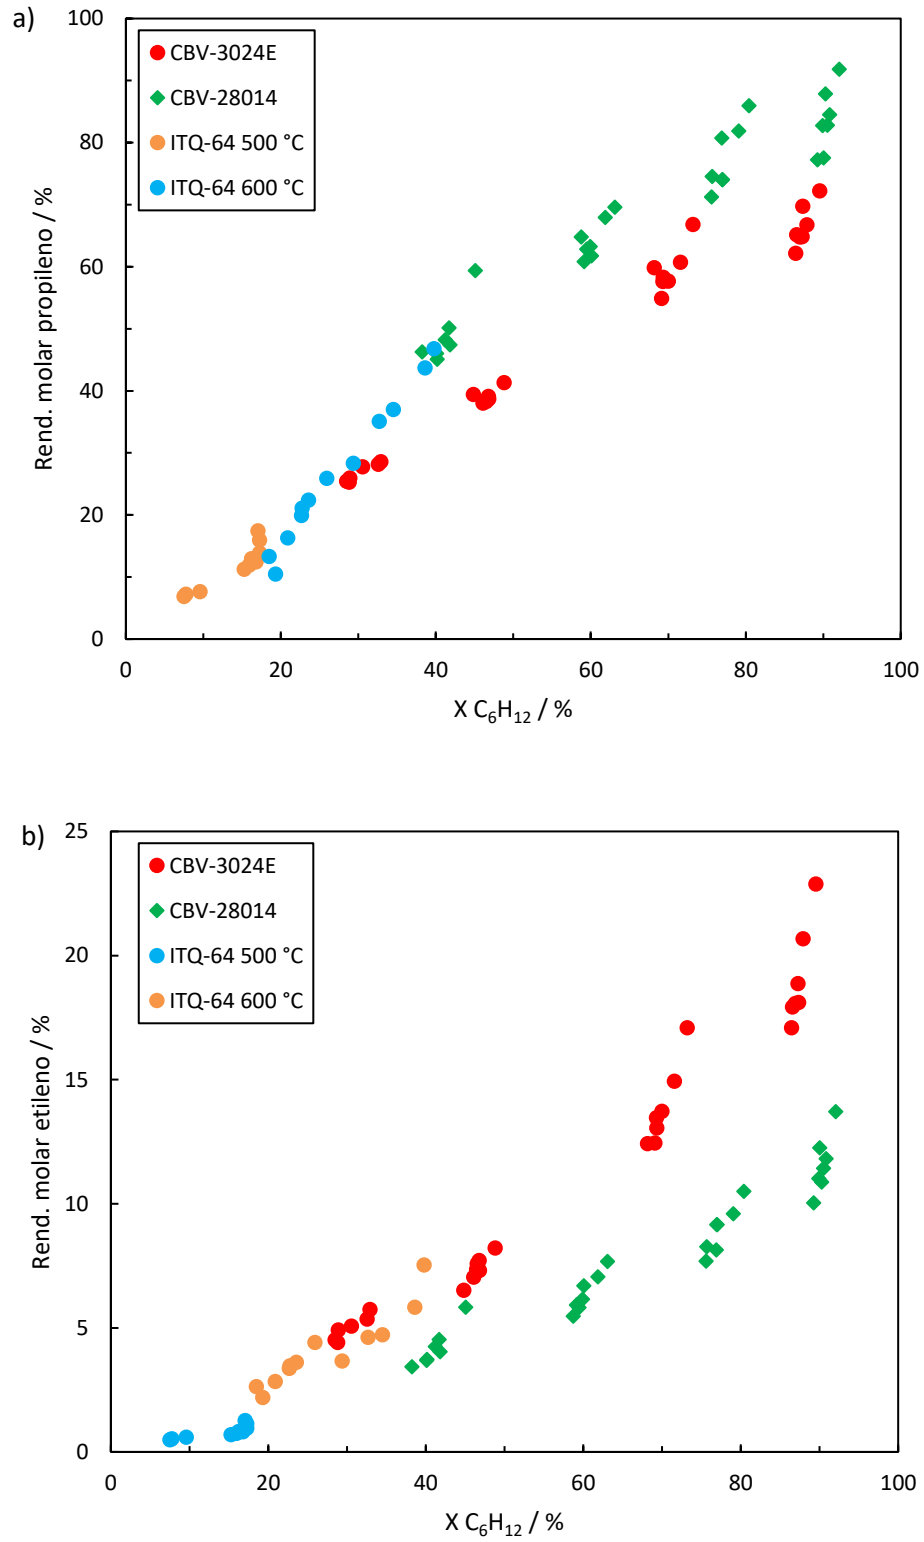 a)
100
80
60
40
20
0
Rend. molar propileno / %
CBV-3024E
CBV-28014
ITQ-64 500 °C
ITQ-64 600 °C
0 20 40 60 80 100
X C₆H₁₂ / %
b)
25
20
15
10
5
0
Rend. molar etileno / %
CBV-3024E
CBV-28014
ITQ-64 500 °C
ITQ-64 600 °C
0 20 40 60 80 100
X C₆H₁₂ / %